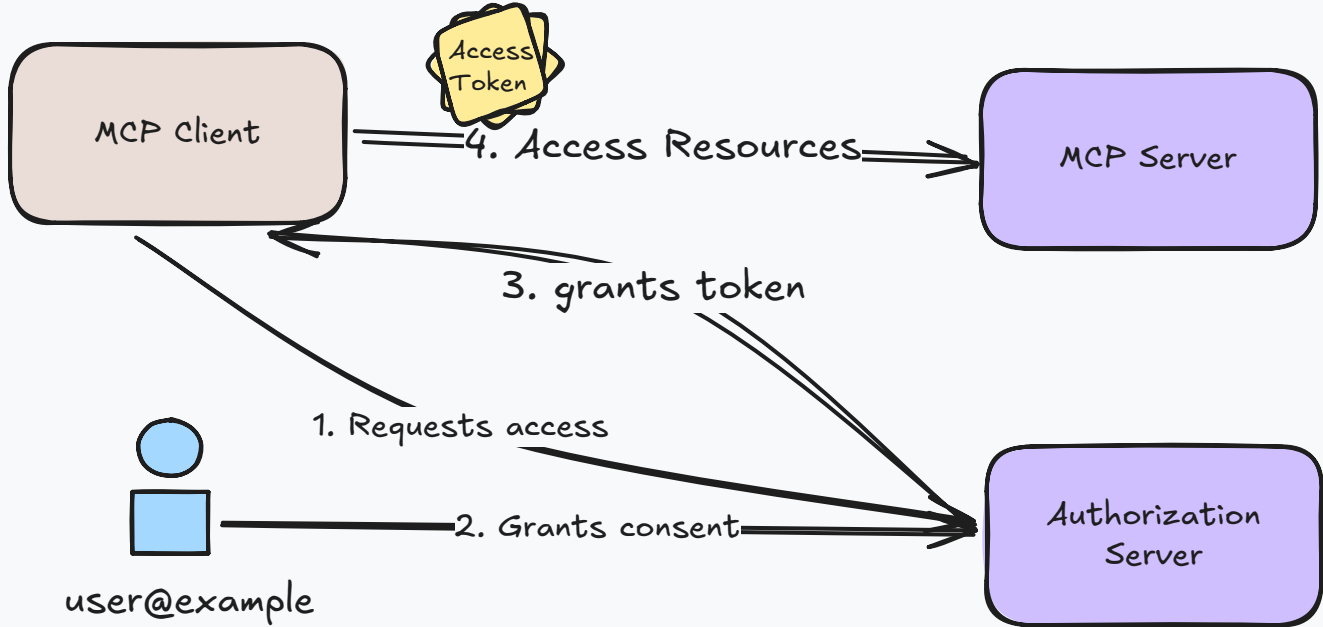 Access
Token
MCP Client
4. Access Resources
MCP Server
3. grants token
1. Requests access
2. Grants consent
Authorization
Server
user@example